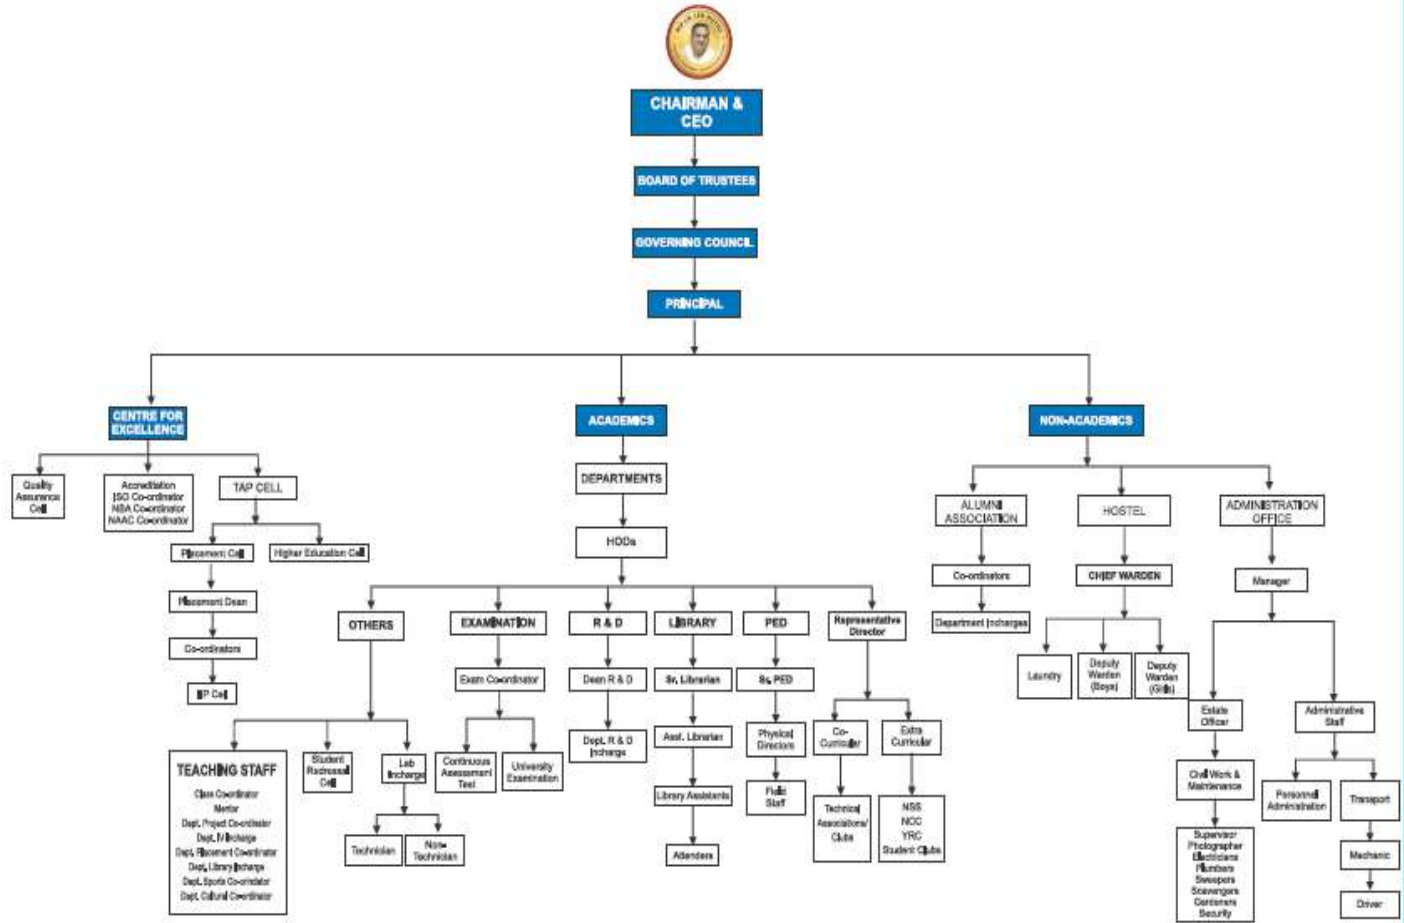 CHAIRMAN &
CEO
BOARD OF TRUSTEES
GOVERNING COUNCIL
PRINCIPAL
CENTRE FOR
EXCELLENCE
ACADEMICS
NON-ACADEMICS
Quality
Assurance
Cell
Accreditation
ISO Co-ordinator
NBA Co-ordinator
NAAC Co-ordinator
TAP CELL
Placement Cell
Higher Education Cell
Placement Dean
Co-ordinators
IIP Cell
DEPARTMENTS
HODs
OTHERS
EXAMINATION
R & D
LIBRARY
PED
Representative
Director
TEACHING STAFF
Class Co-ordinator
Mentor
Dept. Project Co-ordinator
Dept. IV Incharge
Dept. Placement Co-ordinator
Dept. Library Incharge
Dept. Sports Co-orindator
Dept. Cultural Co-ordinator
Student
Redressal
Cell
Lab
Incharge
Technician
Non-
Technician
Exam Co-ordinator
Continuous
Assessment
Test
University
Examination
Dean R & D
Dept. R & D
Incharge
Sr. Librarian
Asst. Librarian
Library Assistants
Attenders
Sr. PED
Physical
Directors
Field
Staff
Co-
Curricular
Extra
Curricular
Technical
Associations/
Clubs
NSS
NCC
YRC
Student Clubs
ALUMNI
ASSOCIATION
Co-ordinators
Department Incharges
HOSTEL
CHIEF WARDEN
Laundry
Deputy
Warden
(Boys)
Deputy
Warden
(Girls)
ADMINISTRATION
OFFICE
Manager
Estate
Officer
Administrative
Staff
Civil Work &
Maintenance
Supervisor
Photographer
Electricians
Plumbers
Sweepers
Scavengers
Gardeners
Security
Personnel
Administration
Transport
Mechanic
Driver